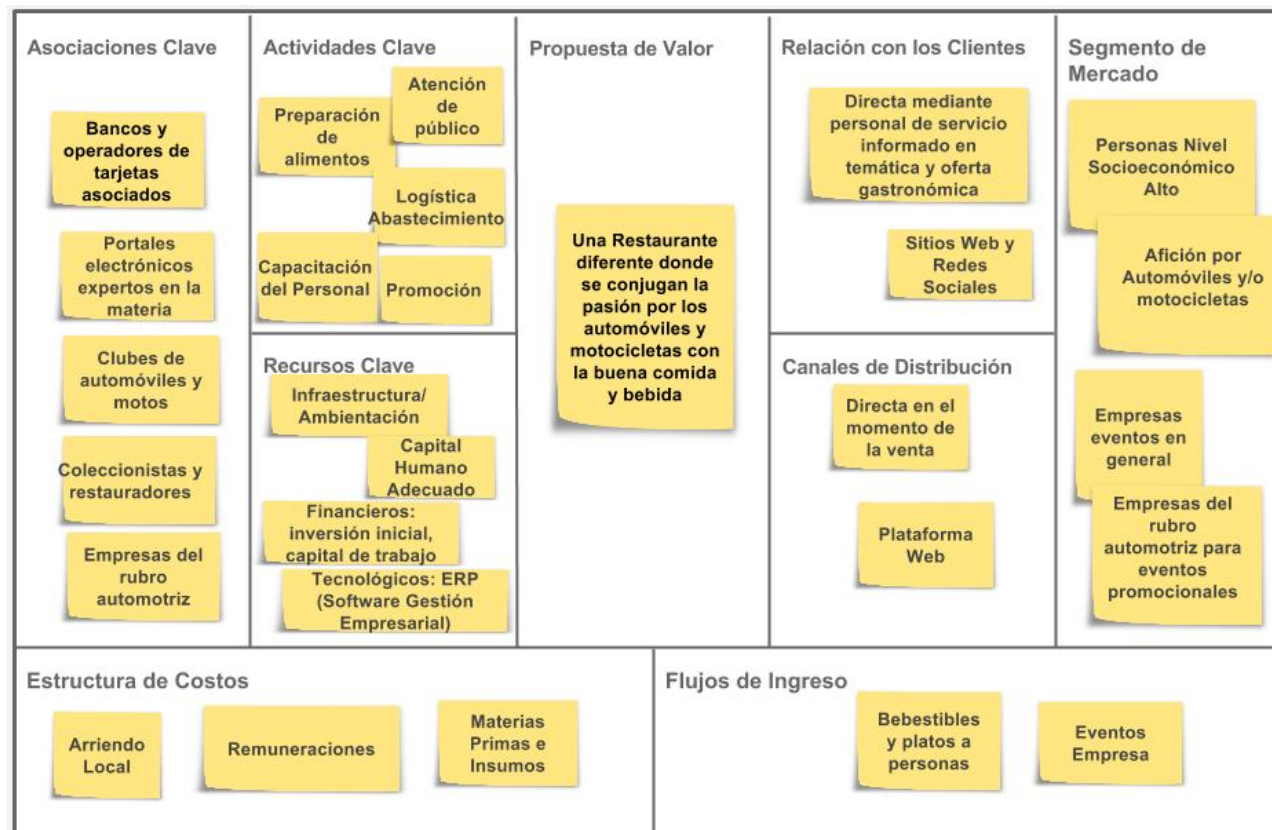 Asociaciones Clave
Bancos y
operadores de
tarjetas
asociados
Portales
electrónicos
expertos en la
materia
Clubes de
automóviles y
motos
Coleccionistas y
restauradores
Empresas del
rubro
automotriz
Actividades Clave
Atención
de
público
Preparación
de
alimentos
Logística
Abastecimiento
Capacitación
del Personal
Promoción
Recursos Clave
Infraestructura/
Ambientación
Capital
Humano
Adecuado
Financieros:
inversión inicial,
capital de trabajo
Tecnológicos: ERP
(Software Gestión
Empresarial)
Propuesta de Valor
Una Restaurante
diferente donde
se conjugan la
pasión por los
automóviles y
motocicletas con
la buena comida
y bebida
Relación con los Clientes
Directa mediante
personal de servicio
informado en
temática y oferta
gastronómica
Sitios Web y
Redes
Sociales
Canales de Distribución
Directa en el
momento de
la venta
Plataforma
Web
Segmento de
Mercado
Personas Nivel
Socioeconómico
Alto
Afición por
Automóviles y/o
motocicletas
Empresas
eventos en
general
Empresas del
rubro
automotriz para
eventos
promocionales
Estructura de Costos
Arriendo
Local
Remuneraciones
Materias
Primas e
Insumos
Flujos de Ingreso
Bebestibles
y platos a
personas
Eventos
Empresa